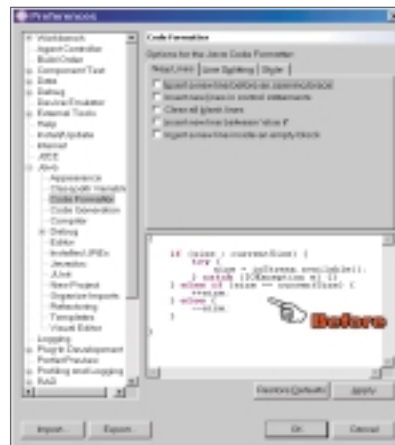 Preferences
Workbench
Agent Controller
Build Order
Component Test
Data
Debug
Device Emulator
External Tools
Help
Install/Update
Internet
J2EE
Java
Appearance
Classpath Variable
Code Formatter
Code Generation
Compiler
Debug
Editor
Installed JREs
Javadoc
JUnit
New Project
Organize Imports
Refactoring
Templates
Visual Editor
Logging
Plug-In Development
Profiling and Logging
RAD
Code Formatter
Options for the Java Code Formatter:
New Lines Line Splitting Style
Insert a new line before an opening brace
Insert new lines in control statements
Clear all blank lines
Insert new line between 'else if'
Insert a new line inside an empty block
{
if (size < currentSize) {
try {
size = inStream.available();
} catch (IOException e) {}
} else if (size == currentSize) {
++size;
} else {
--size;
}
}
Before
Restore Defaults Apply
Import... Export... OK Cancel